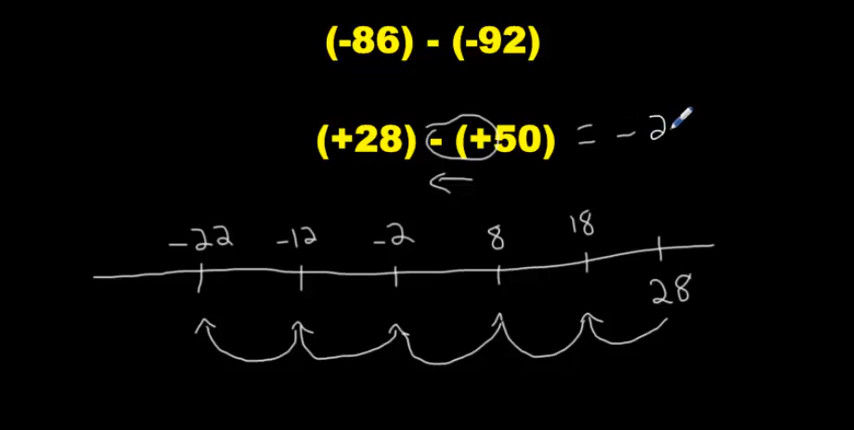 (-86) - (-92)
(+28) - (+50) = - 2
-22 -12 -2 8 18
28